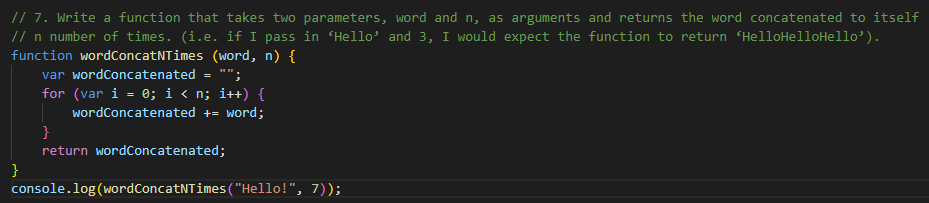 // 7. Write a function that takes two parameters, word and n, as arguments and returns the word concatenated to itself
// n number of times. (i.e. if I pass in ‘Hello’ and 3, I would expect the function to return ‘HelloHelloHello’).
function wordConcatNTimes (word, n) {
    var wordConcatenated = "";
    for (var i = 0; i < n; i++) {
        wordConcatenated += word;
    }
    return wordConcatenated;
}
console.log(wordConcatNTimes("Hello!", 7));